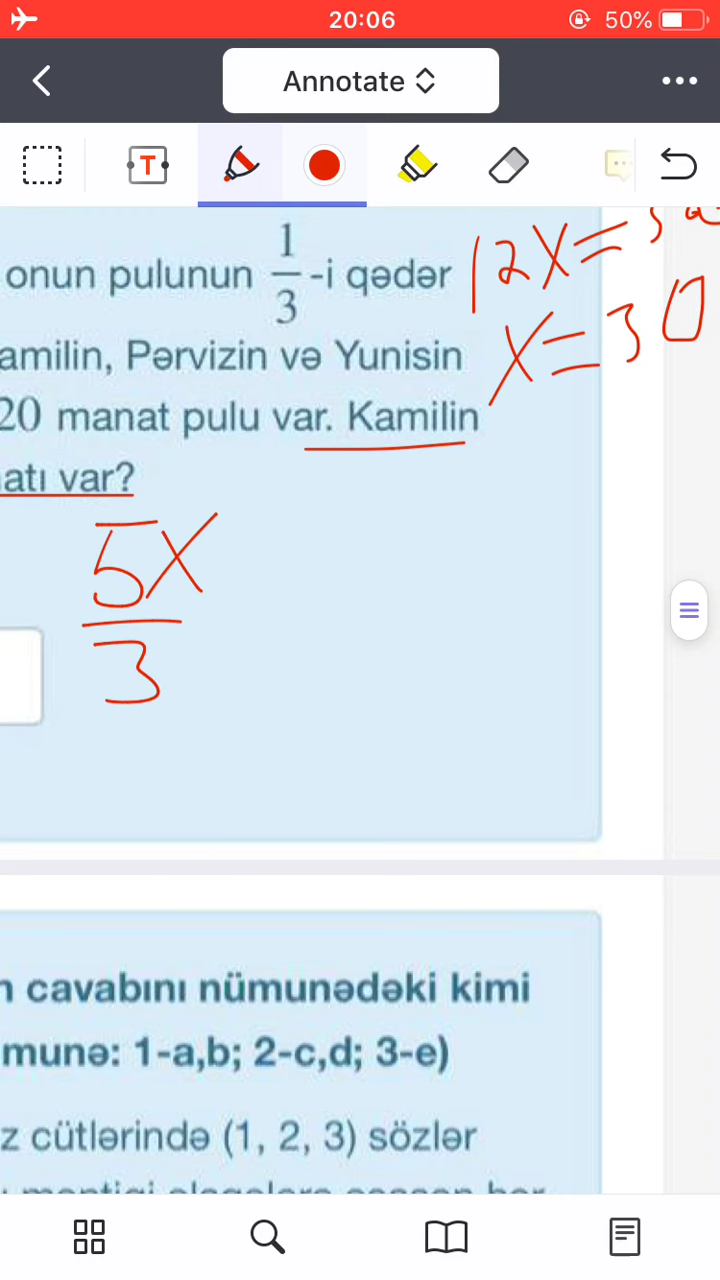 20:06
50%
Annotate
T
onun pulunun 1/3 -i qədər
12x=
amilin, Pərvizin və Yunisin
x=30
20 manat pulu var. Kamilin
atı var?
5x
3
n cavabını nümunədəki kimi
munə: 1-a,b; 2-c,d; 3-e)
z cütlərində (1, 2, 3) sözlər